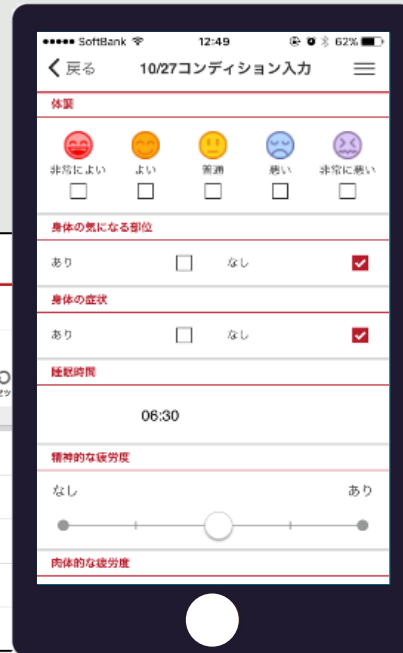 SoftBank 12:49 62%
戻る 10/27コンディション入力
体調
非常によい よい 普通 悪い 非常に悪い
身体の気になる部位
あり なし
身体の症状
あり なし
睡眠時間
06:30
精神的な疲労度
なし あり
肉体的な疲労度